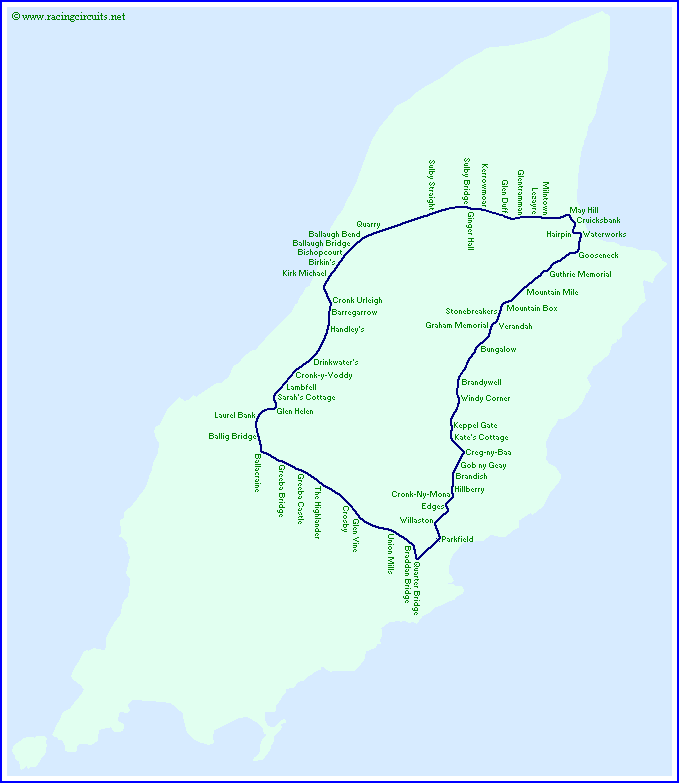 © www.racingcircuits.net
Sulby Straight
Sulby Bridge
Kerrowmoar
Glen Duff
Glentramman
Lezayre
Milntown
May Hill
Cruicksbank
Hairpin
Waterworks
Gooseneck
Guthrie Memorial
Mountain Mile
Mountain Box
Stonebreakers
Graham Memorial
Verandah
Bungalow
Brandywell
Windy Corner
Keppel Gate
Kate's Cottage
Creg-ny-Baa
Gob ny Geay
Brandish
Hillberry
Cronk-Ny-Mona
Edges
Willaston
Parkfield
Quarter Bridge
Braddan Bridge
Union Mills
Glen Vine
Crosby
The Highlander
Greeba Castle
Greeba Bridge
Ballacraine
Ballig Bridge
Laurel Bank
Glen Helen
Sarah's Cottage
Lambfell
Cronk-y-Voddy
Drinkwater's
Handley's
Barregarrow
Cronk Urleigh
Kirk Michael
Birkin's
Bishopcourt
Ballaugh Bridge
Ballaugh Bend
Quarry
Ginger Hall